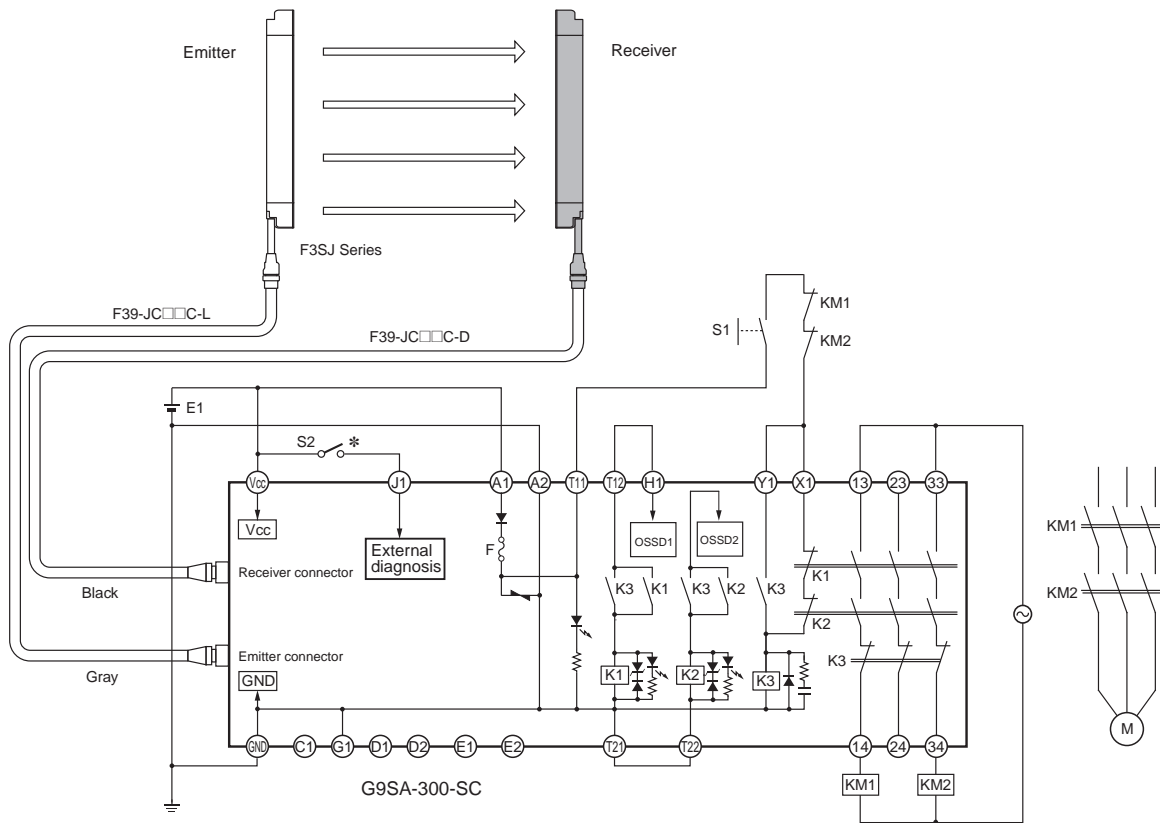 Emitter
Receiver
F3SJ Series
F39-JC□□C-L
F39-JC□□C-D
KM1
S1
KM2
E1
S2 *
Vcc J1 A1 A2 T11 T12 H1 Y1 X1 13 23 33
Vcc
External
diagnosis
F
OSSD1
OSSD2
KM1
Receiver connector
K3 K1 K3 K2 K3
K1
Black
KM2
K2
Emitter connector
K3
Gray
GND
K1 K2 K3
M
GND C1 G1 D1 D2 E1 E2 T21 T22 14 24 34
KM1 KM2
G9SA-300-SC